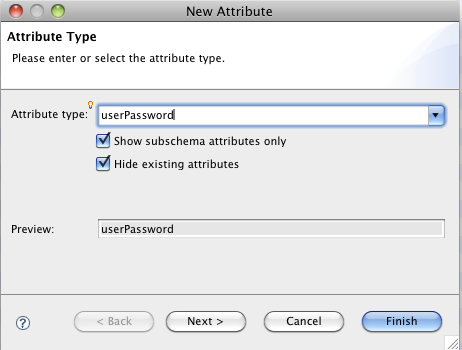 New Attribute
Attribute Type
Please enter or select the attribute type.
Attribute type: userPassword
Show subschema attributes only
Hide existing attributes
Preview: userPassword
? < Back Next > Cancel Finish